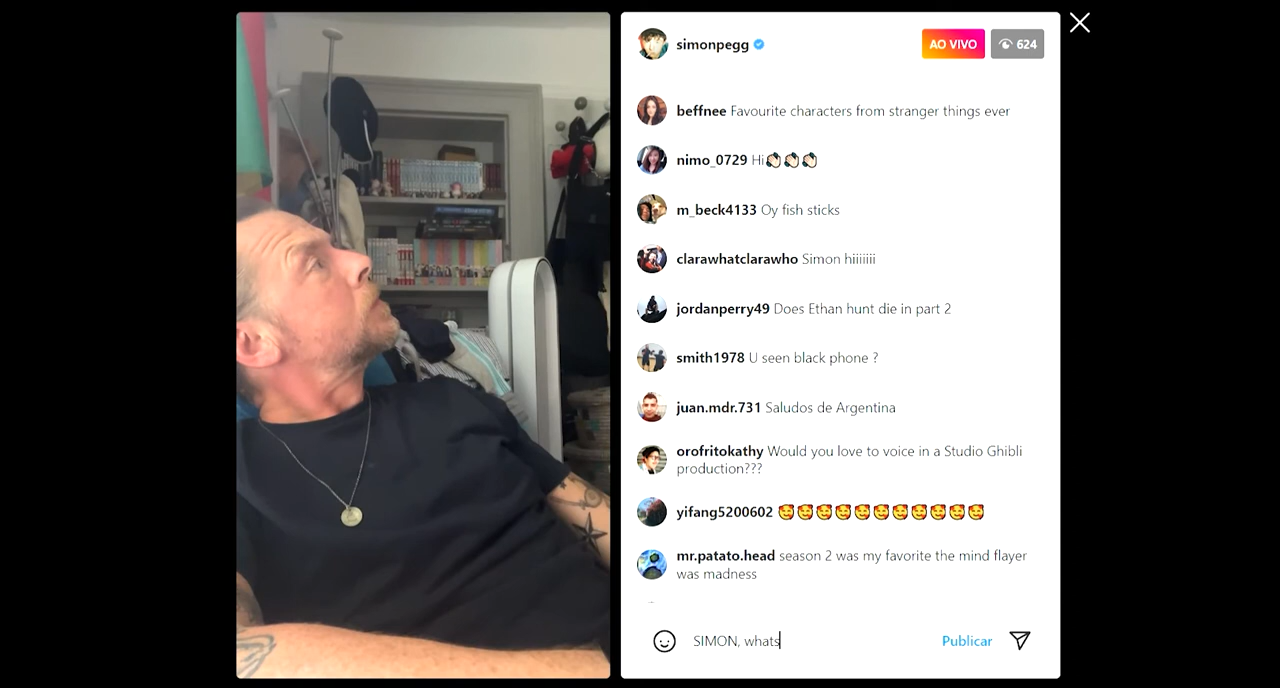 simonpegg
AO VIVO
624
beffnee Favourite characters from stranger things ever
nimo_0729 Hi👏🏻👏🏻👏🏻
m_beck4133 Oy fish sticks
clarawhatclarawho Simon hiiiiiii
jordanperry49 Does Ethan hunt die in part 2
smith1978 U seen black phone ?
juan.mdr.731 Saludos de Argentina
orofritokathy Would you love to voice in a Studio Ghibli
production???
yifang5200602 🥰🥰🥰🥰🥰🥰🥰🥰🥰🥰🥰
mr.patato.head season 2 was my favorite the mind flayer
was madness
SIMON, whats
Publicar